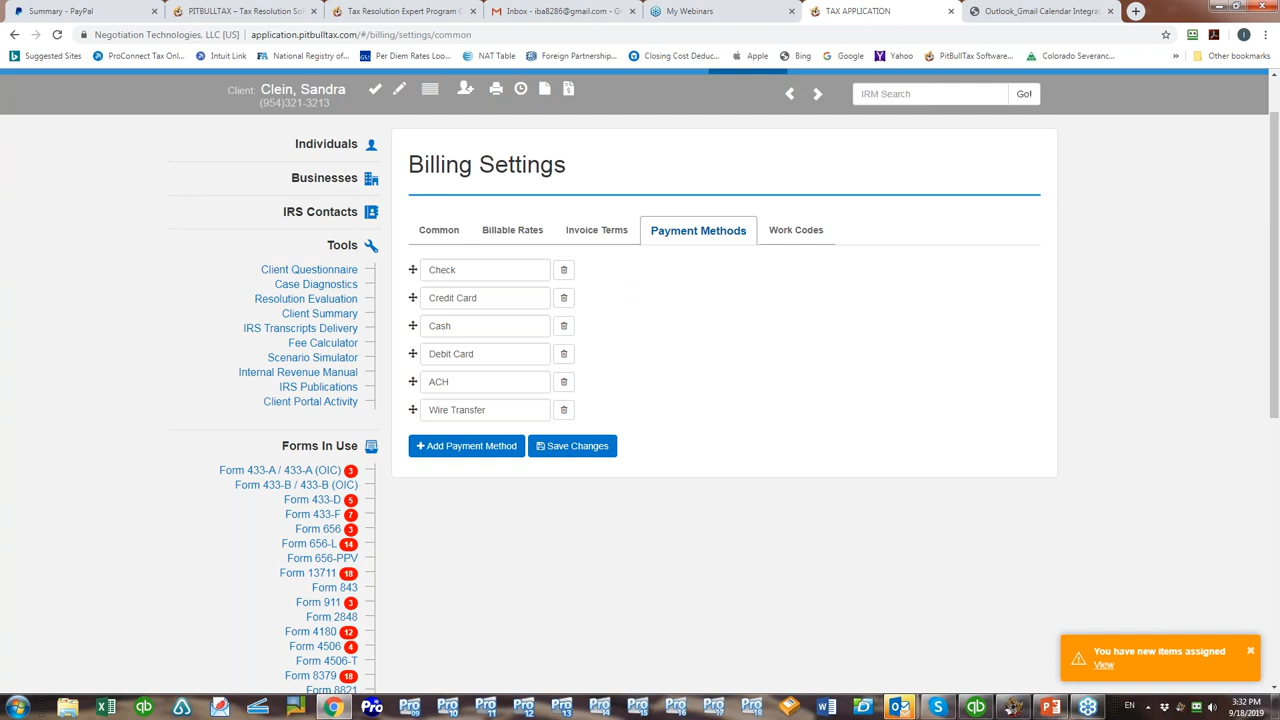 Summary - PayPal
PITBULLTAX – Tax Resolution Sof
Tax Resolution Expert Program C
Inbox - iba8286@gmail.com - G
My Webinars
TAX APPLICATION
Outlook_Gmail Calendar Integra
Negotiation Technologies, LLC [US] | application.pitbulltax.com/#/billing/settings/common
Suggested Sites
ProConnect Tax Onl...
Intuit Link
National Registry of...
Per Diem Rates Loo...
NAT Table
Foreign Partnership...
Closing Cost Deduc...
Apple
Bing
Google
Yahoo
PitBullTax Software...
Colorado Severanc...
»
Other bookmarks
Client: Clein, Sandra
(954)321-3213
IRM Search
Go!
Individuals
Businesses
IRS Contacts
Tools
Client Questionnaire
Case Diagnostics
Resolution Evaluation
Client Summary
IRS Transcripts Delivery
Fee Calculator
Scenario Simulator
Internal Revenue Manual
IRS Publications
Client Portal Activity
Forms In Use
Form 433-A / 433-A (OIC) 3
Form 433-B / 433-B (OIC)
Form 433-D 5
Form 433-F 7
Form 656 3
Form 656-L 14
Form 656-PPV
Form 13711 18
Form 843
Form 911 3
Form 2848
Form 4180 12
Form 4506 4
Form 4506-T
Form 8379 18
Form 8821
Billing Settings
Common
Billable Rates
Invoice Terms
Payment Methods
Work Codes
Check
Credit Card
Cash
Debit Card
ACH
Wire Transfer
Add Payment Method
Save Changes
You have new items assigned
View
EN
3:32 PM
9/18/2019